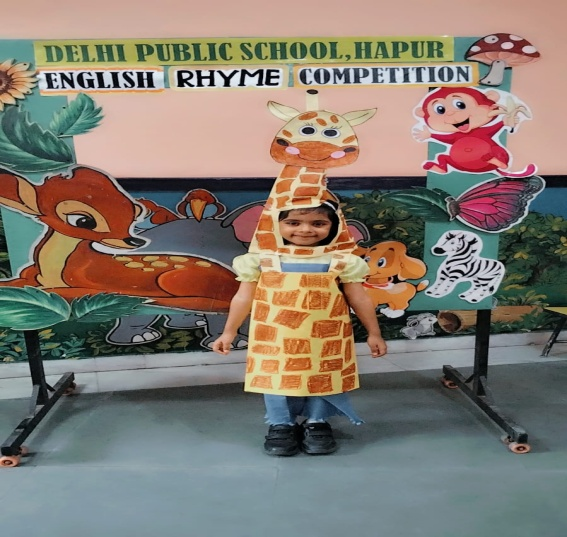 DELHI PUBLIC SCHOOL,HAPUR
ENGLISH RHYME COMPETITION